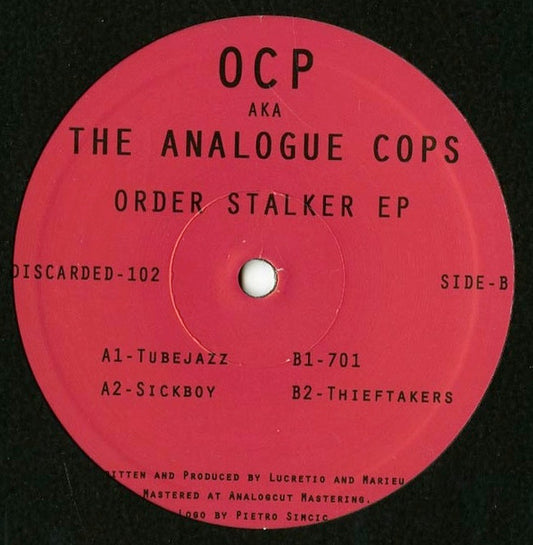 OCP
AKA
THE ANALOGUE COPS
ORDER STALKER EP
DISCARDED-102 SIDE-B
A1-TUBEJAZZ B1-701
A2-SICKBOY B2-THIEFTAKERS
RITTEN AND PRODUCED BY LUCRETIO AND MARIEU
MASTERED AT ANALOGCUT MASTERING.
LOGO BY PIETRO SIMCIC